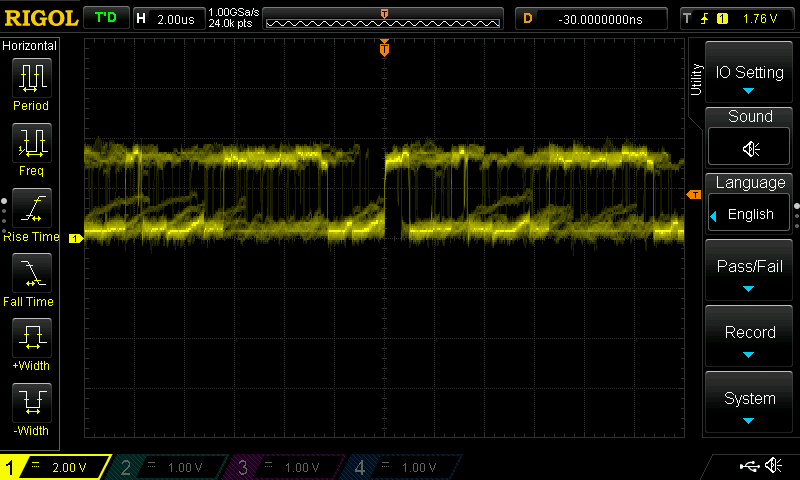 RIGOL T'D H 2.00us 1.00GSa/s 24.0k pts T D -30.0000000ns T 1 1.76 V
Horizontal
Period
Freq
Rise Time
Fall Time
+Width
-Width
T
T
1
Utility
IO Setting
Sound
Language
English
Pass/Fail
Record
System
1 2.00 V 2 1.00 V 3 1.00 V 4 1.00 V